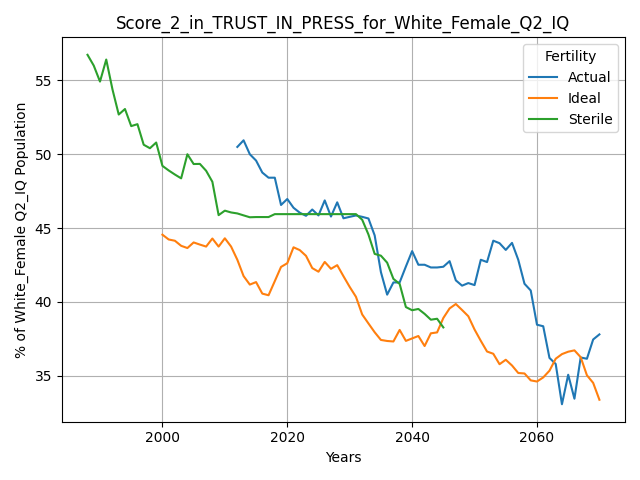 Score_2_in_TRUST_IN_PRESS_for_White_Female_Q2_IQ
Fertility
Actual
Ideal
Sterile
% of White_Female Q2_IQ Population
55
50
45
40
35
2000
2020
2040
2060
Years